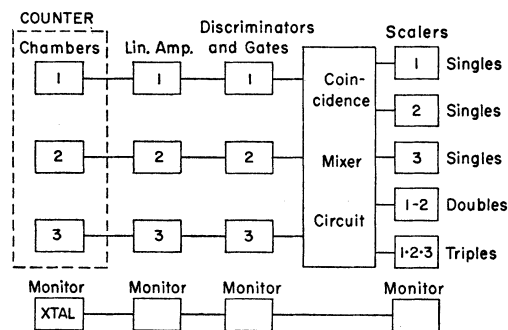 COUNTER
Chambers
Lin. Amp.
Discriminators
and Gates
Scalers
1
1
1
Coin-
cidence
Mixer
Circuit
1 Singles
2 Singles
2
2
2
3 Singles
1-2 Doubles
3
3
3
1•2•3 Triples
Monitor
Monitor
Monitor
Monitor
XTAL